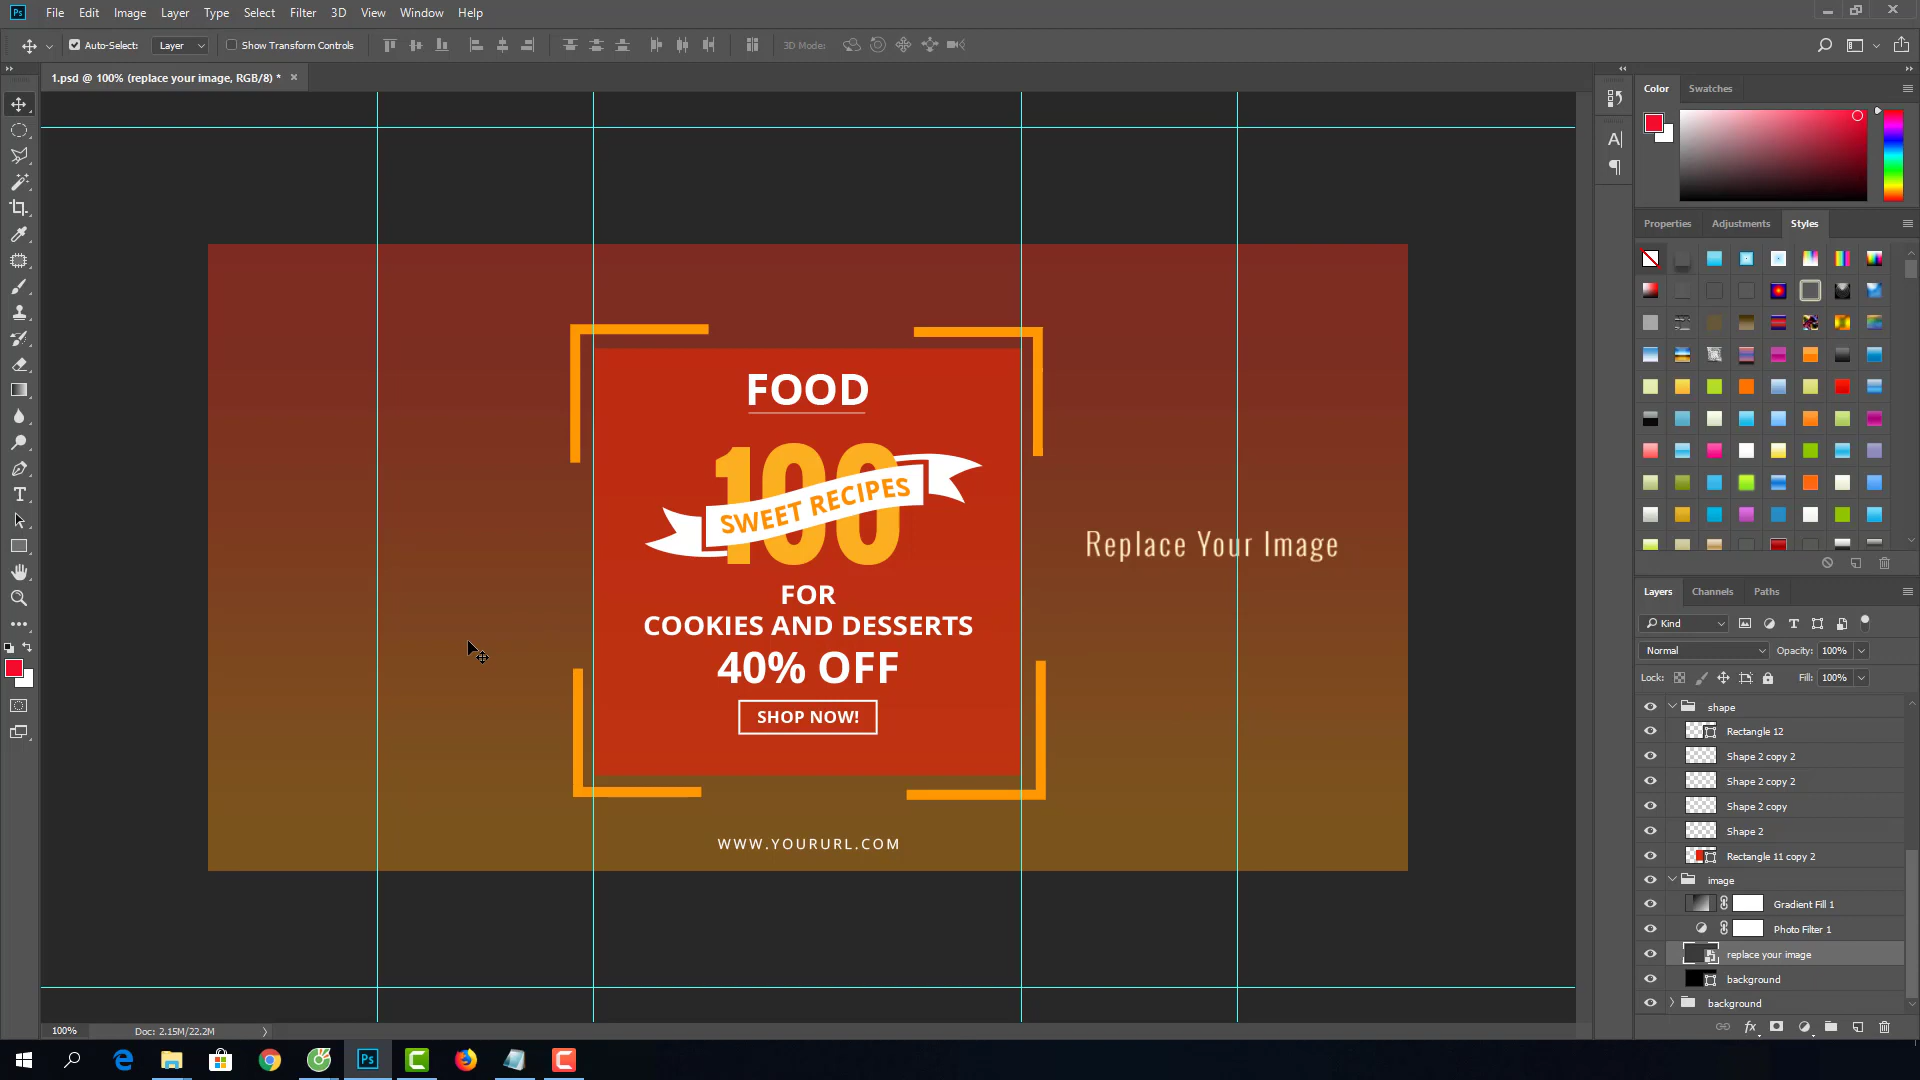 Ps File Edit Image Layer Type Select Filter 3D View Window Help
Auto-Select: Layer Show Transform Controls 3D Mode:
1.psd @ 100% (replace your image, RGB/8) * ×
Color Swatches
Properties Adjustments Styles
FOOD
100
SWEET RECIPES
FOR
COOKIES AND DESSERTS
40% OFF
SHOP NOW!
WWW.YOURURL.COM
Replace Your Image
Layers Channels Paths
Kind
Normal Opacity: 100%
Lock: Fill: 100%
shape
Rectangle 12
Shape 2 copy 2
Shape 2 copy 2
Shape 2 copy
Shape 2
Rectangle 11 copy 2
image
Gradient Fill 1
Photo Filter 1
replace your image
background
background
fx
100% Doc: 2.15M/22.2M
Ps